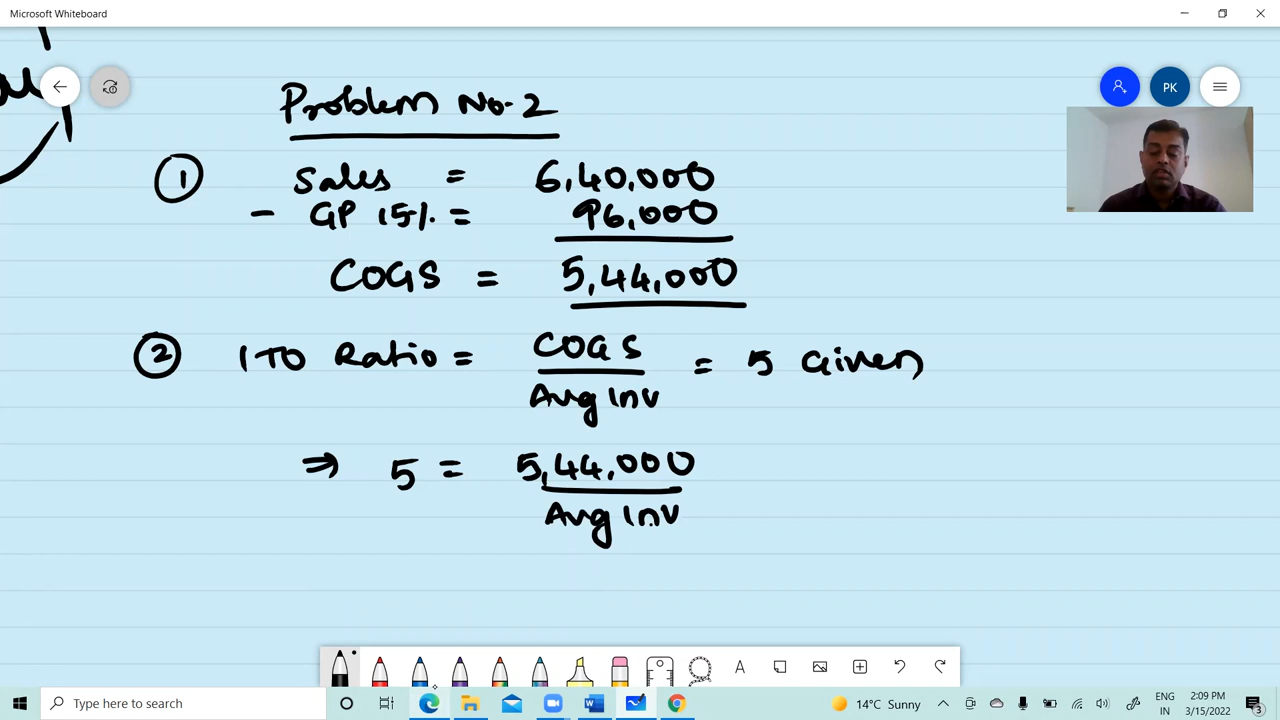 Microsoft Whiteboard
PK
Problem No-2
① Sales = 6,40,000
- GP 15% = 96,000
COGS = 5,44,000
② ITO Ratio = COGS / Avg Inv = 5 Given
⇒ 5 = 5,44,000 / Avg Inv
A
Type here to search
14°C Sunny
ENG
IN
2:09 PM
3/15/2022
3